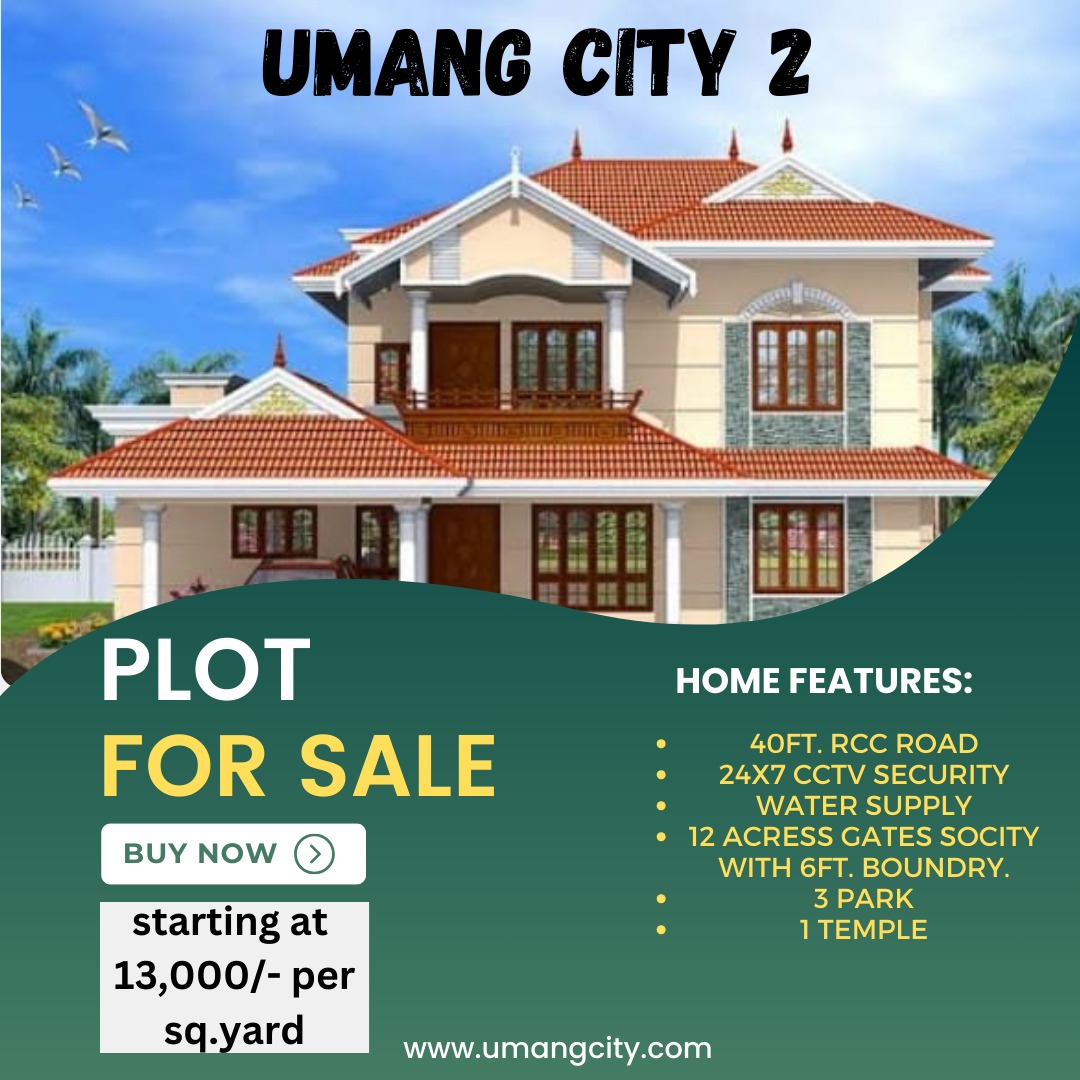 UMANG CITY 2
PLOT
FOR SALE
BUY NOW
starting at
13,000/- per
sq.yard
HOME FEATURES:
• 40FT. RCC ROAD
• 24X7 CCTV SECURITY
• WATER SUPPLY
• 12 ACRESS GATES SOCITY
WITH 6FT. BOUNDRY.
• 3 PARK
• 1 TEMPLE
www.umangcity.com